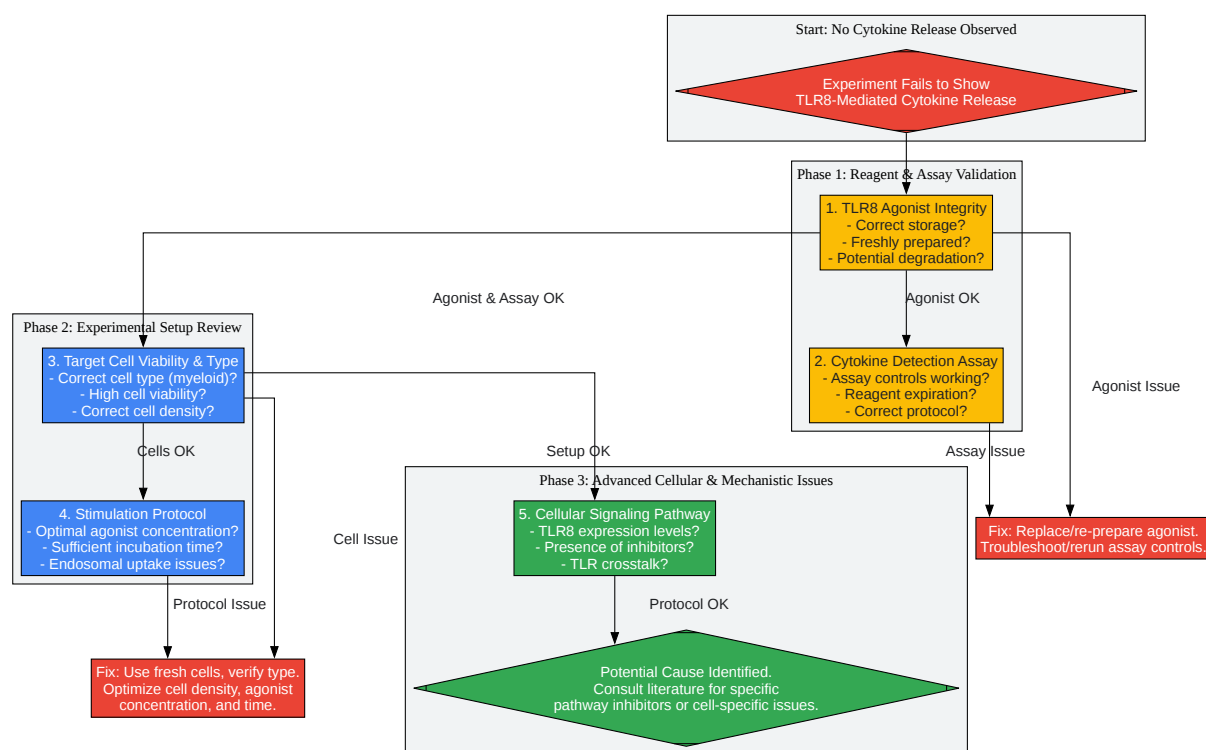 Start: No Cytokine Release Observed
Experiment Fails to Show
TLR8-Mediated Cytokine Release
Phase 1: Reagent & Assay Validation
1. TLR8 Agonist Integrity
- Correct storage?
- Freshly prepared?
- Potential degradation?
Agonist & Assay OK
Agonist OK
Phase 2: Experimental Setup Review
3. Target Cell Viability & Type
- Correct cell type (myeloid)?
- High cell viability?
- Correct cell density?
2. Cytokine Detection Assay
- Assay controls working?
- Reagent expiration?
- Correct protocol?
Agonist Issue
Cells OK
Setup OK
Assay Issue
Phase 3: Advanced Cellular & Mechanistic Issues
4. Stimulation Protocol
- Optimal agonist concentration?
- Sufficient incubation time?
- Endosomal uptake issues?
Cell Issue
5. Cellular Signaling Pathway
- TLR8 expression levels?
- Presence of inhibitors?
- TLR crosstalk?
Fix: Replace/re-prepare agonist.
Troubleshoot/rerun assay controls.
Protocol Issue
Protocol OK
Fix: Use fresh cells, verify type.
Optimize cell density, agonist
concentration, and time.
Potential Cause Identified.
Consult literature for specific
pathway inhibitors or cell-specific issues.